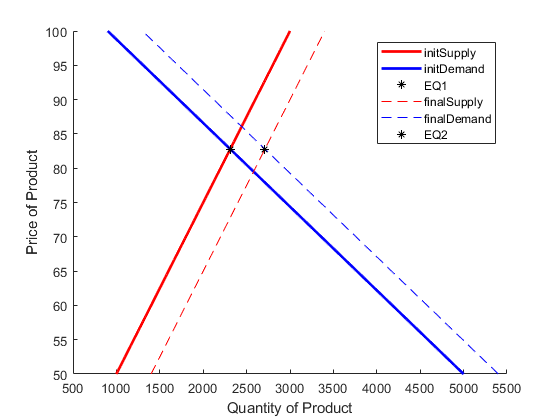 100
95
90
85
80
75
70
65
60
55
50
Price of Product
500 1000 1500 2000 2500 3000 3500 4000 4500 5000 5500
Quantity of Product
initSupply
initDemand
EQ1
finalSupply
finalDemand
EQ2